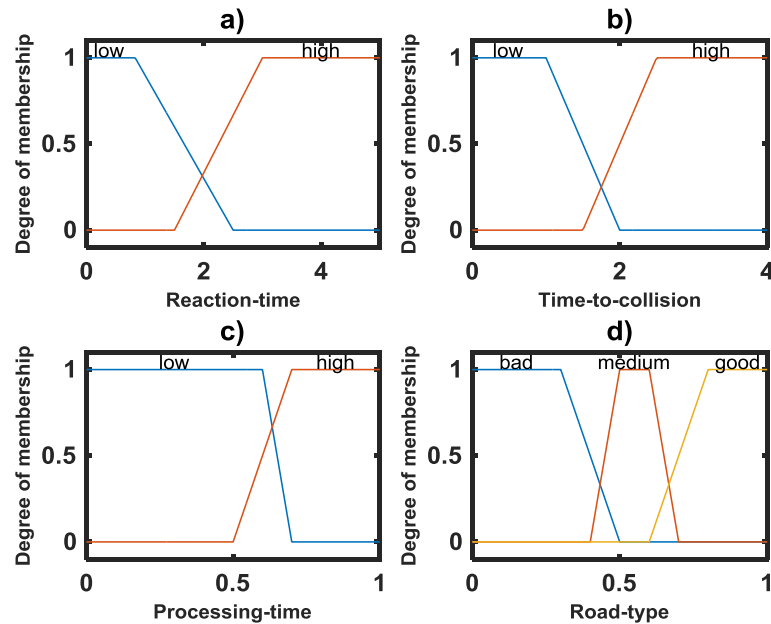 a)
low
high
1
0.5
0
Degree of membership
0 2 4
Reaction-time
b)
low
high
1
0.5
0
Degree of membership
0 2 4
Time-to-collision
c)
low
high
1
0.5
0
Degree of membership
0 0.5 1
Processing-time
d)
bad
medium
good
1
0.5
0
Degree of membership
0 0.5 1
Road-type